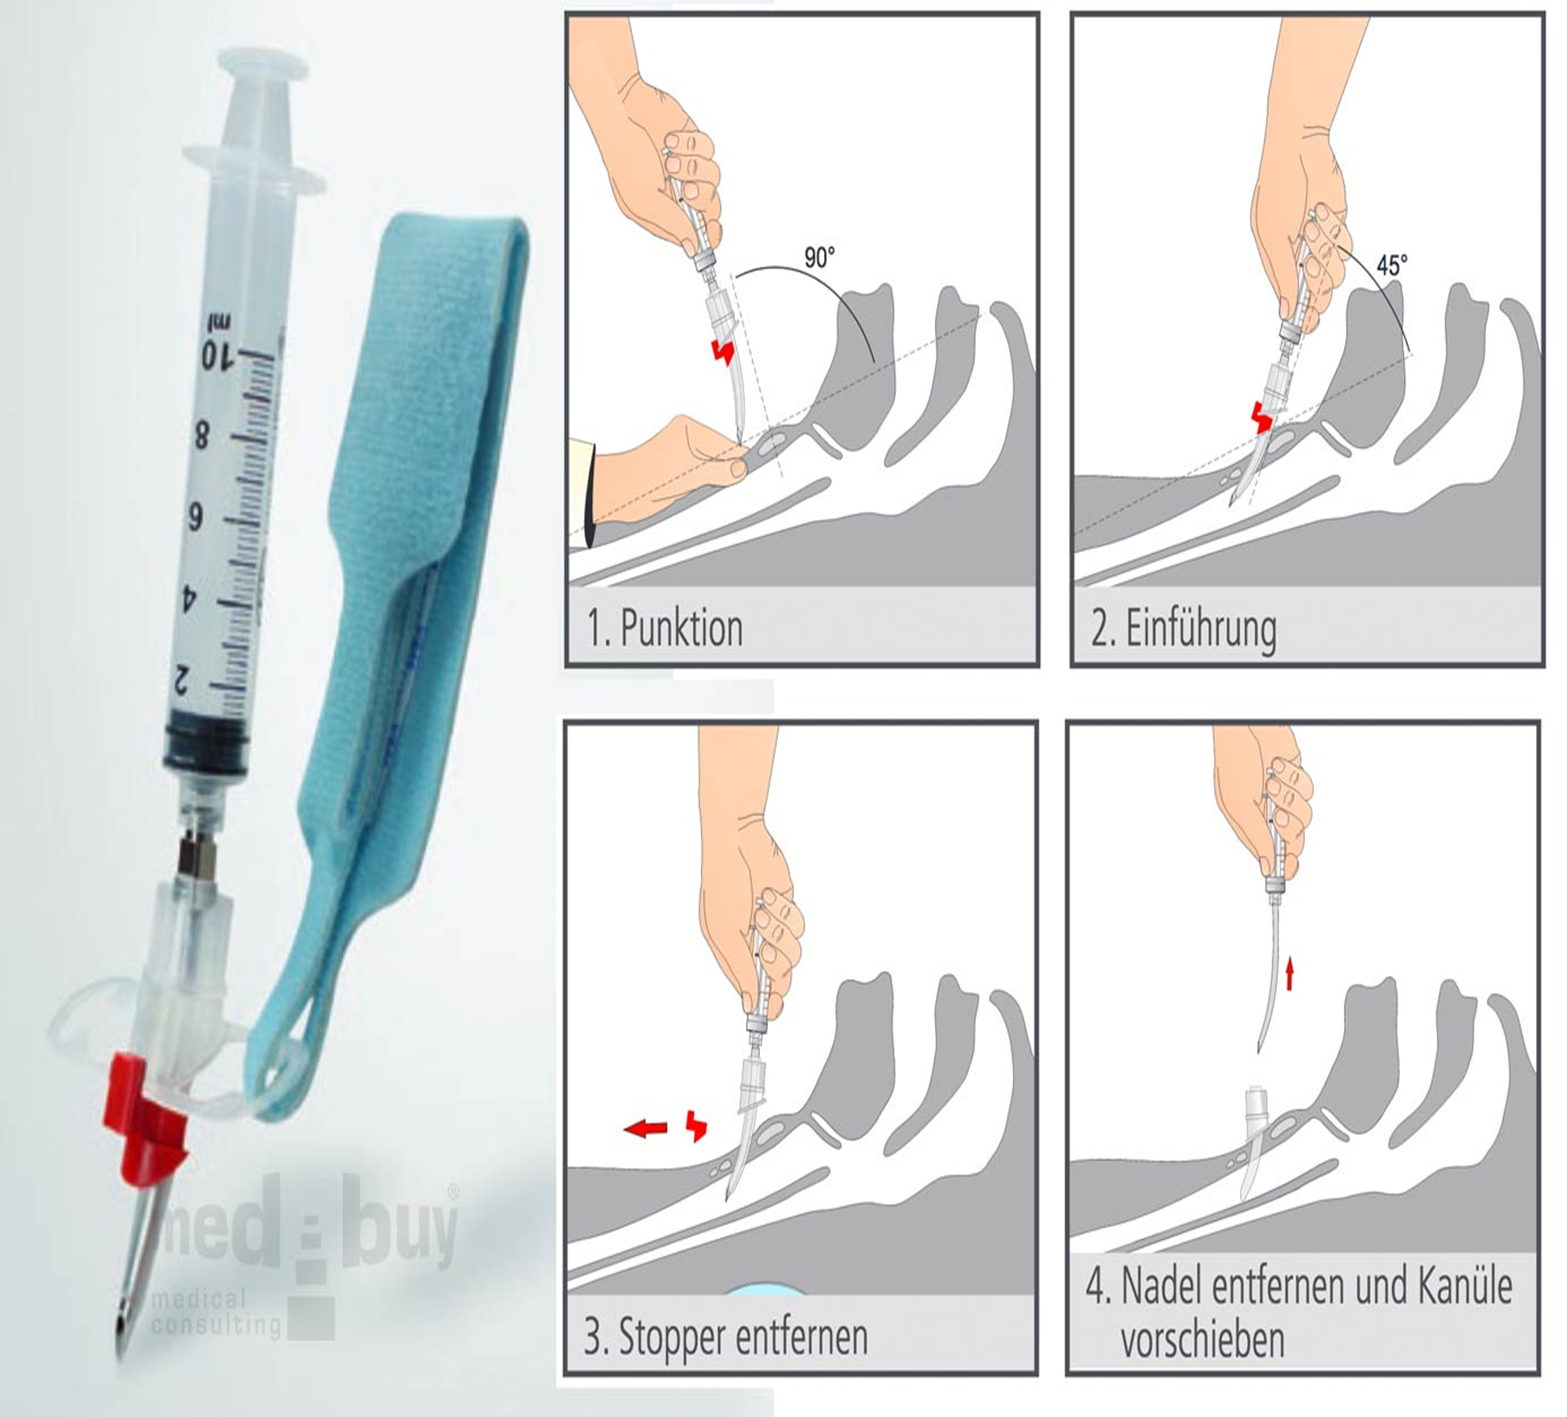 10 ml
8
6
4
2
med buy®
medical
consulting
90°
1. Punktion
45°
2. Einführung
3. Stopper entfernen
4. Nadel entfernen und Kanüle
vorschieben